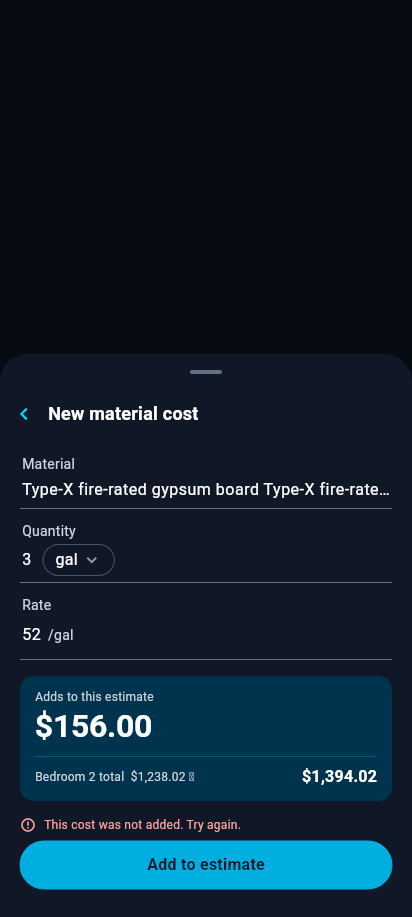 New material cost
Material
Type-X fire-rated gypsum board Type-X fire-rate…
Quantity
3 gal
Rate
52 /gal
Adds to this estimate
$156.00
Bedroom 2 total $1,238.02 $1,394.02
This cost was not added. Try again.
Add to estimate